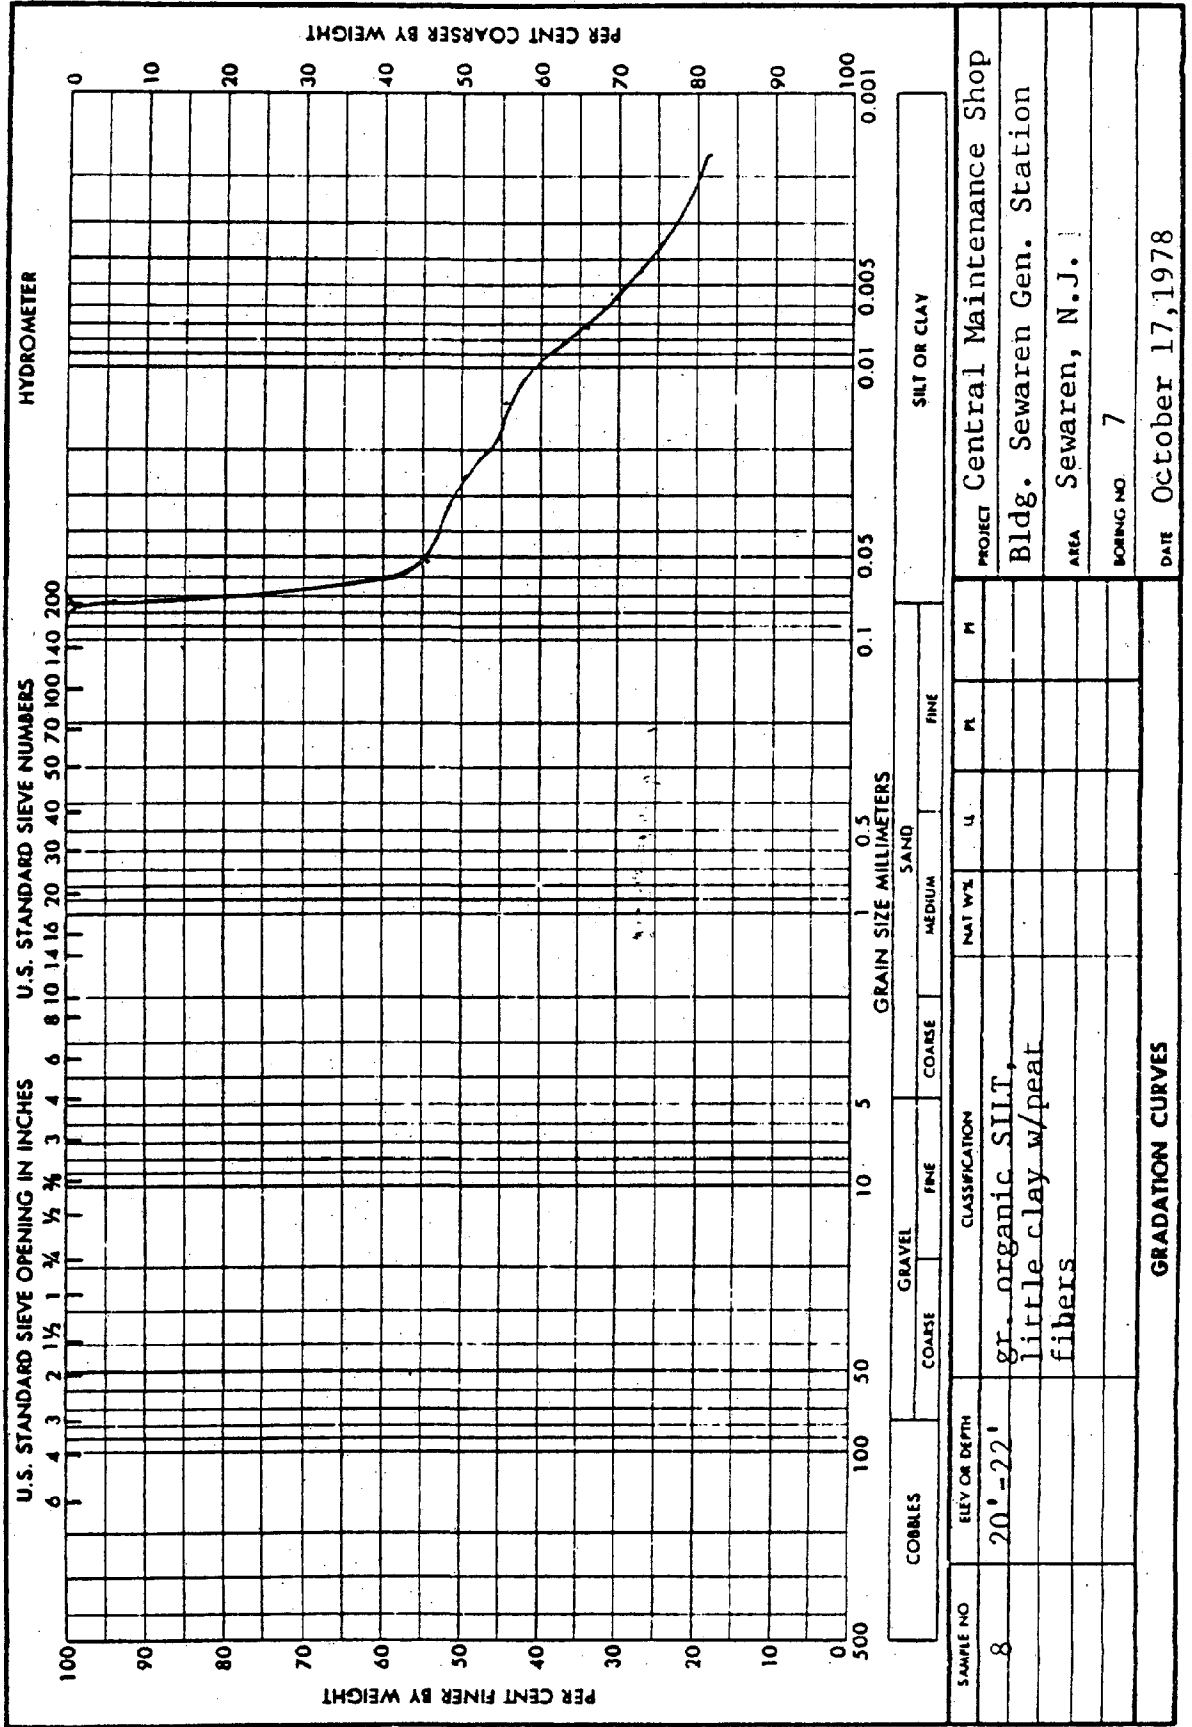 U.S. STANDARD SIEVE OPENING IN INCHES U.S. STANDARD SIEVE NUMBERS HYDROMETER
6 4 3 2 1½ 1 ¾ ½ ⅜ 3 4 6 8 10 14 16 20 30 40 50 70 100 140 200
PER CENT FINER BY WEIGHT
100
90
80
70
60
50
40
30
20
10
0
PER CENT COARSER BY WEIGHT
0
10
20
30
40
50
60
70
80
90
100
500 100 50 10 5 1 0.5 0.1 0.05 0.01 0.005 0.001
GRAIN SIZE MILLIMETERS
COBBLES GRAVEL SAND SILT OR CLAY
COARSE FINE COARSE MEDIUM FINE
SAMPLE NO ELEV OR DEPTH CLASSIFICATION NAT W% LL PL PI
8 20'-22' gr. organic SILT,
little clay w/peat
fibers
PROJECT Central Maintenance Shop
Bldg. Sewaren Gen. Station
AREA Sewaren, N.J.
BORING NO. 7
DATE October 17,1978
GRADATION CURVES